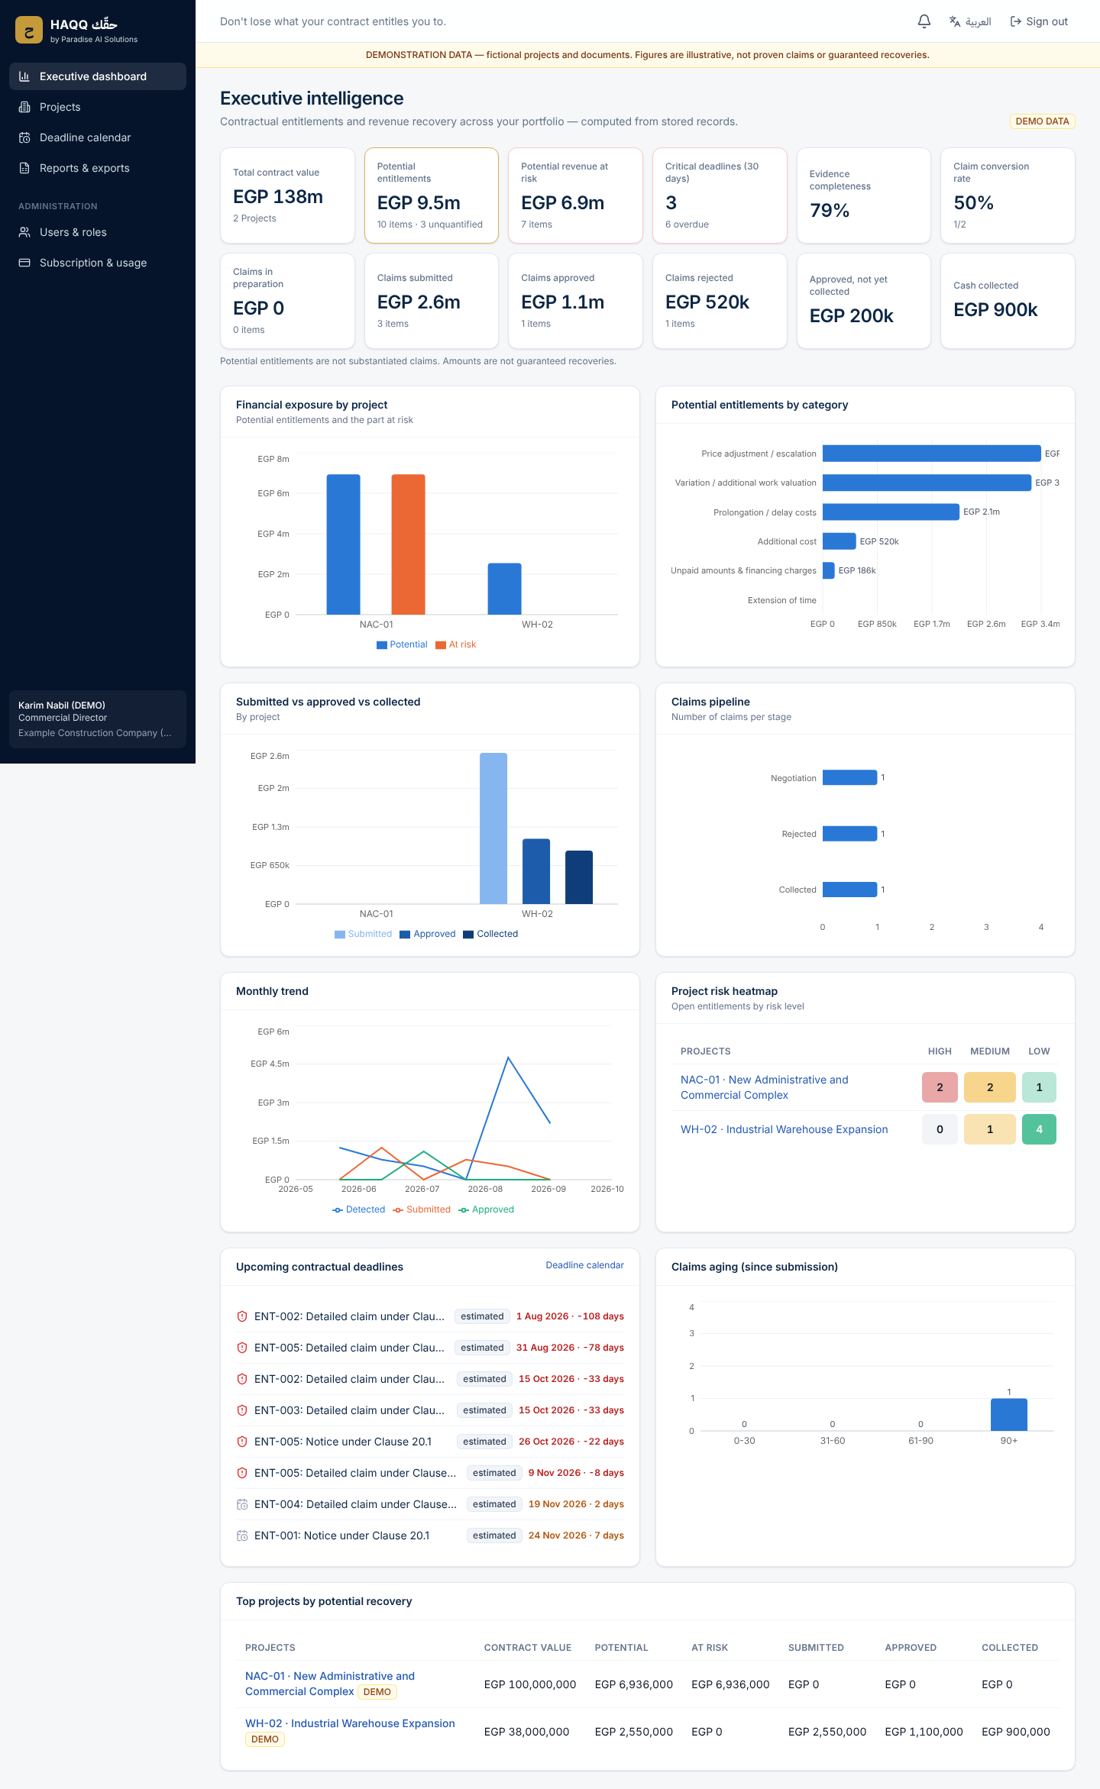 ح
HAQQ حقّك
by Paradise AI Solutions
Executive dashboard
Projects
Deadline calendar
Reports & exports
ADMINISTRATION
Users & roles
Subscription & usage
Karim Nabil (DEMO)
Commercial Director
Example Construction Company (...
Don't lose what your contract entitles you to.
العربية
Sign out
DEMONSTRATION DATA — fictional projects and documents. Figures are illustrative, not proven claims or guaranteed recoveries.
Executive intelligence
Contractual entitlements and revenue recovery across your portfolio — computed from stored records.
DEMO DATA
Total contract value
EGP 138m
2 Projects
Potential
entitlements
EGP 9.5m
10 items · 3 unquantified
Potential revenue at
risk
EGP 6.9m
7 items
Critical deadlines (30
days)
3
6 overdue
Evidence
completeness
79%
Claim conversion
rate
50%
1/2
Claims in
preparation
EGP 0
0 items
Claims submitted
EGP 2.6m
3 items
Claims approved
EGP 1.1m
1 items
Claims rejected
EGP 520k
1 items
Approved, not yet
collected
EGP 200k
Cash collected
EGP 900k
Potential entitlements are not substantiated claims. Amounts are not guaranteed recoveries.
Financial exposure by project
Potential entitlements and the part at risk
EGP 8m
EGP 6m
EGP 4m
EGP 2m
EGP 0
NAC-01 WH-02
Potential At risk
Potential entitlements by category
Price adjustment / escalation EGP
Variation / additional work valuation EGP 3
Prolongation / delay costs EGP 2.1m
Additional cost EGP 520k
Unpaid amounts & financing charges EGP 186k
Extension of time
EGP 0 EGP 850k EGP 1.7m EGP 2.6m EGP 3.4m
Submitted vs approved vs collected
By project
EGP 2.6m
EGP 2m
EGP 1.3m
EGP 650k
EGP 0
NAC-01 WH-02
Submitted Approved Collected
Claims pipeline
Number of claims per stage
Negotiation 1
Rejected 1
Collected 1
0 1 2 3 4
Monthly trend
EGP 6m
EGP 4.5m
EGP 3m
EGP 1.5m
EGP 0
2026-05 2026-06 2026-07 2026-08 2026-09 2026-10
Detected Submitted Approved
Project risk heatmap
Open entitlements by risk level
PROJECTS HIGH MEDIUM LOW
NAC-01 · New Administrative and
Commercial Complex
2 2 1
WH-02 · Industrial Warehouse Expansion 0 1 4
Upcoming contractual deadlines
Deadline calendar
ENT-002: Detailed claim under Clau... estimated 1 Aug 2026 · -108 days
ENT-005: Detailed claim under Clau... estimated 31 Aug 2026 · -78 days
ENT-002: Detailed claim under Clau... estimated 15 Oct 2026 · -33 days
ENT-003: Detailed claim under Clau... estimated 15 Oct 2026 · -33 days
ENT-005: Notice under Clause 20.1 estimated 26 Oct 2026 · -22 days
ENT-005: Detailed claim under Clause... estimated 9 Nov 2026 · -8 days
ENT-004: Detailed claim under Clause... estimated 19 Nov 2026 · 2 days
ENT-001: Notice under Clause 20.1 estimated 24 Nov 2026 · 7 days
Claims aging (since submission)
4
3
2
1
0
0 0 0 1
0-30 31-60 61-90 90+
Top projects by potential recovery
PROJECTS CONTRACT VALUE POTENTIAL AT RISK SUBMITTED APPROVED COLLECTED
NAC-01 · New Administrative and
Commercial Complex DEMO
EGP 100,000,000 EGP 6,936,000 EGP 6,936,000 EGP 0 EGP 0 EGP 0
WH-02 · Industrial Warehouse Expansion
DEMO
EGP 38,000,000 EGP 2,550,000 EGP 0 EGP 2,550,000 EGP 1,100,000 EGP 900,000